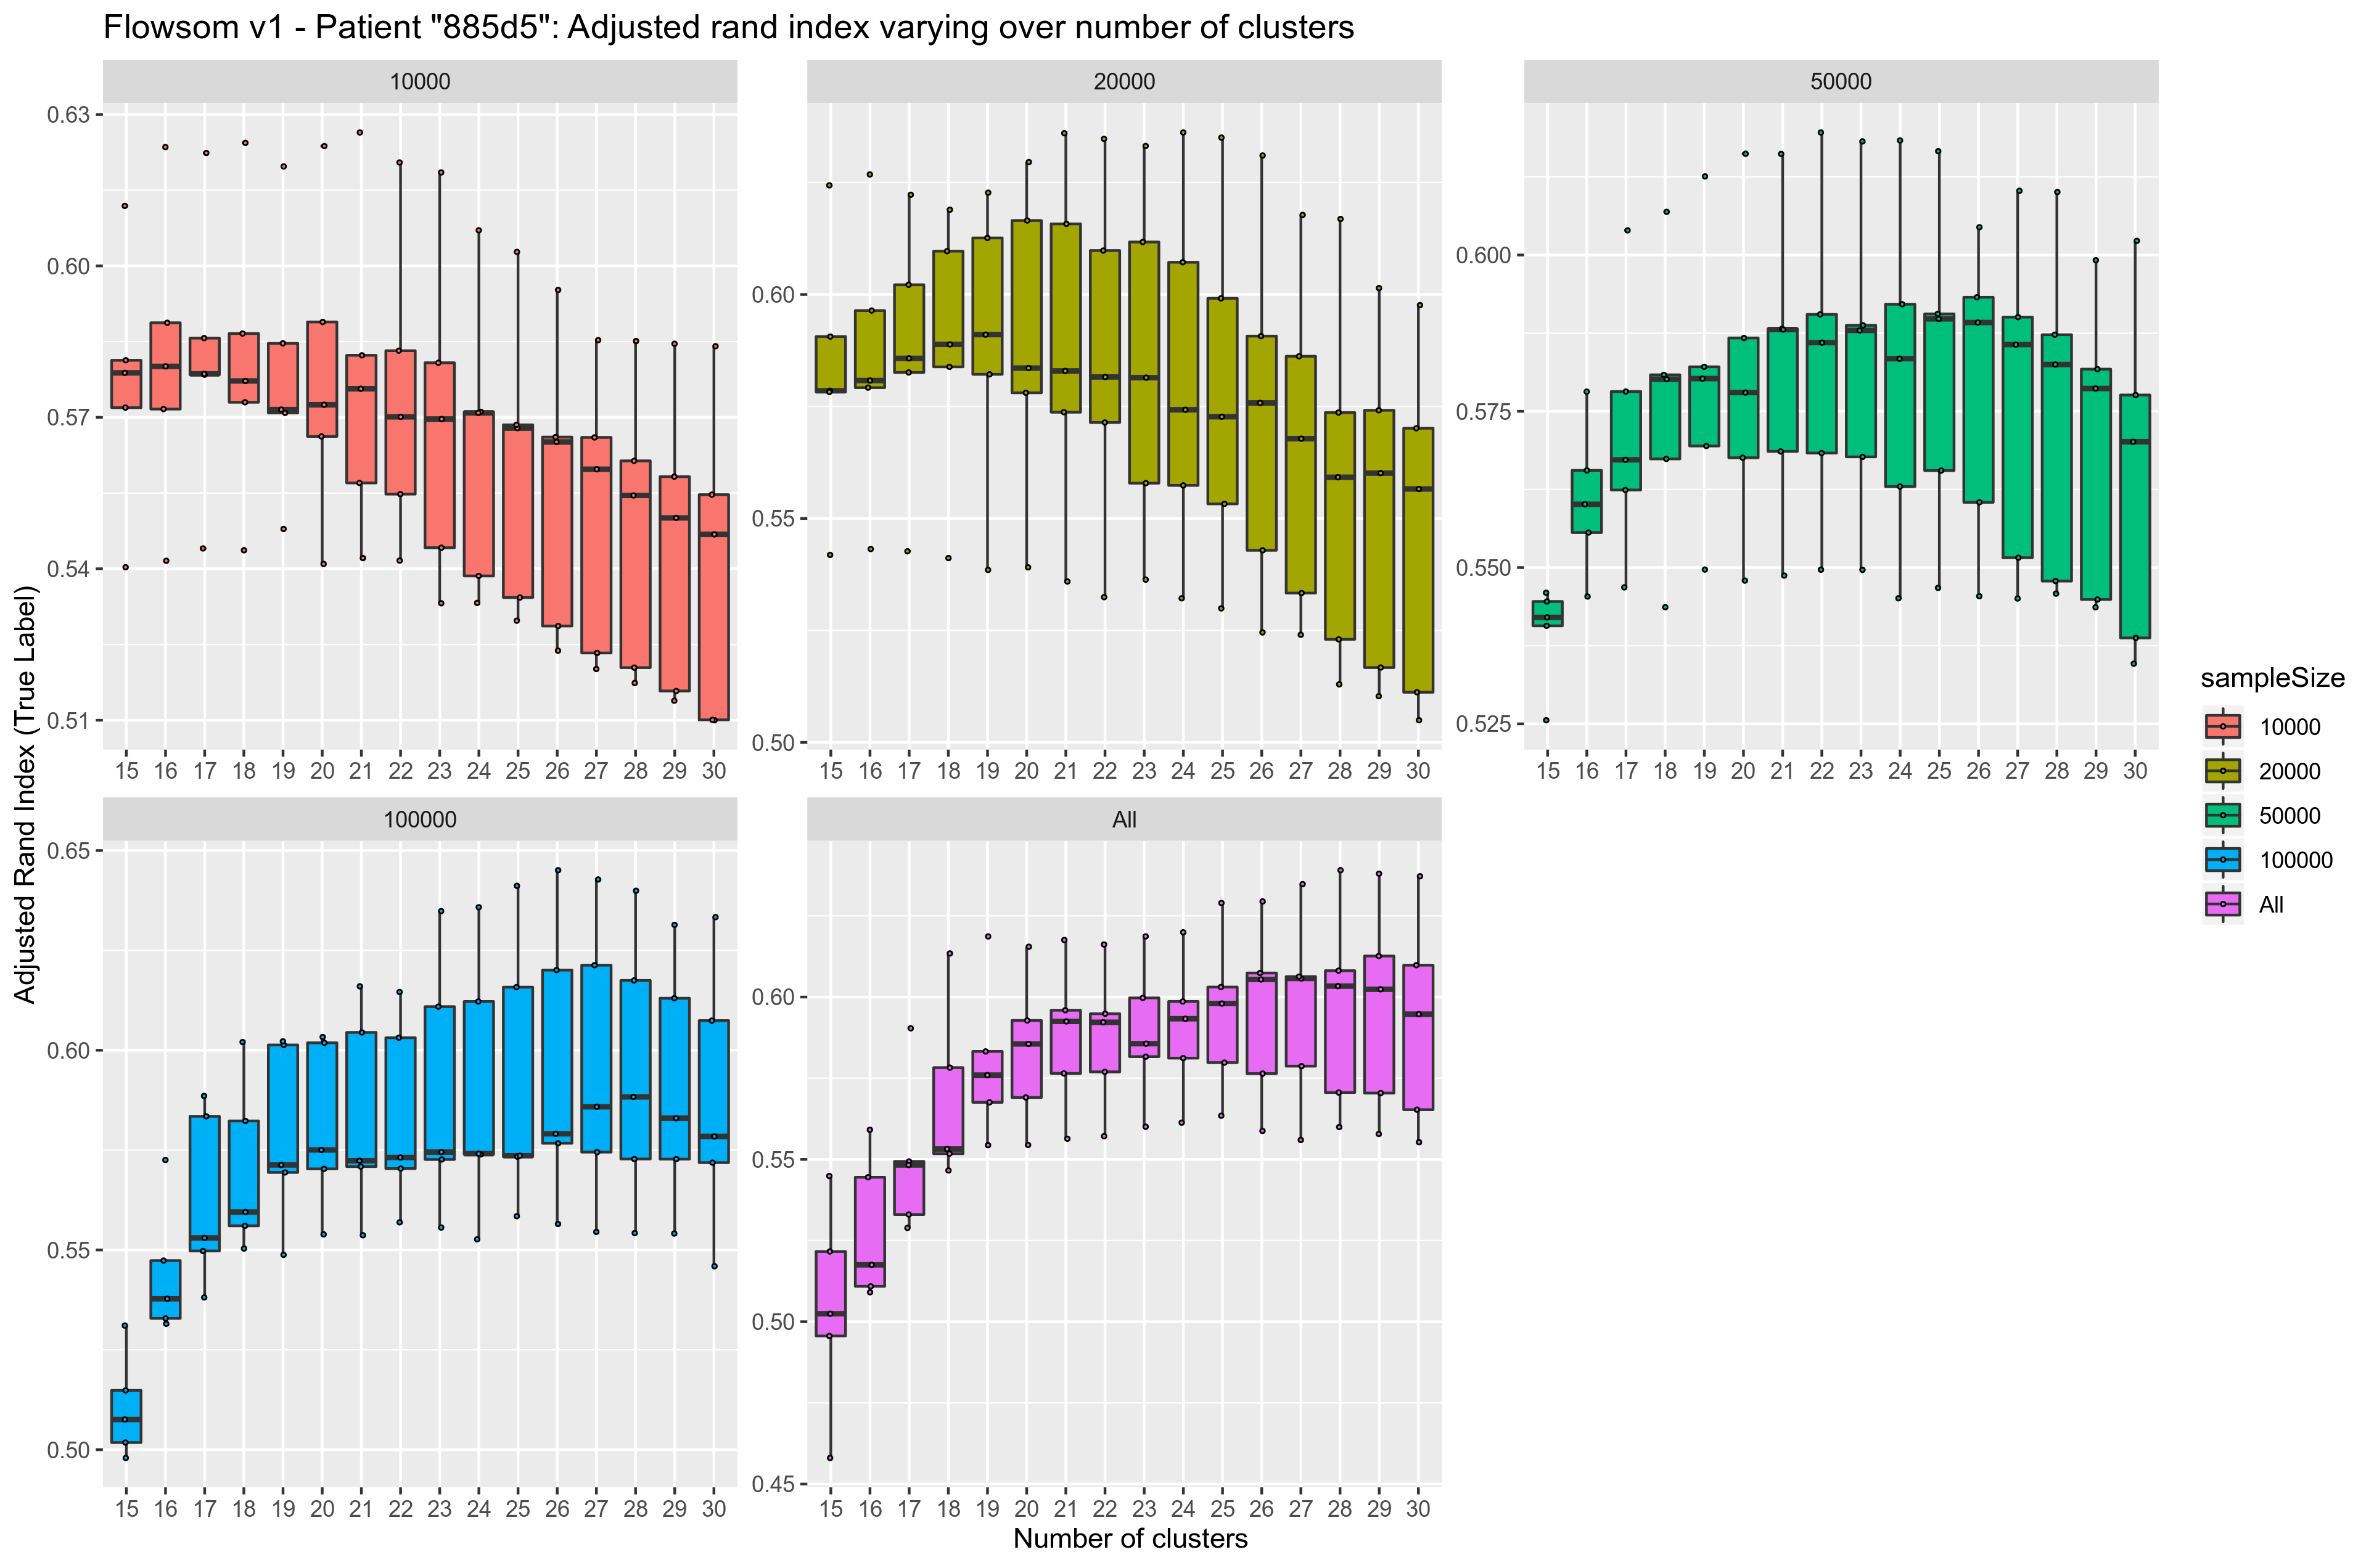 Flowsom v1 - Patient "885d5": Adjusted rand index varying over number of clusters
10000
20000
50000
0.63
0.60
0.57
0.54
0.51
0.60
0.55
0.50
0.600
0.575
0.550
0.525
15 16 17 18 19 20 21 22 23 24 25 26 27 28 29 30
15 16 17 18 19 20 21 22 23 24 25 26 27 28 29 30
15 16 17 18 19 20 21 22 23 24 25 26 27 28 29 30
Adjusted Rand Index (True Label)
100000
All
0.65
0.60
0.55
0.50
0.60
0.55
0.50
0.45
15 16 17 18 19 20 21 22 23 24 25 26 27 28 29 30
15 16 17 18 19 20 21 22 23 24 25 26 27 28 29 30
Number of clusters
sampleSize
10000
20000
50000
100000
All